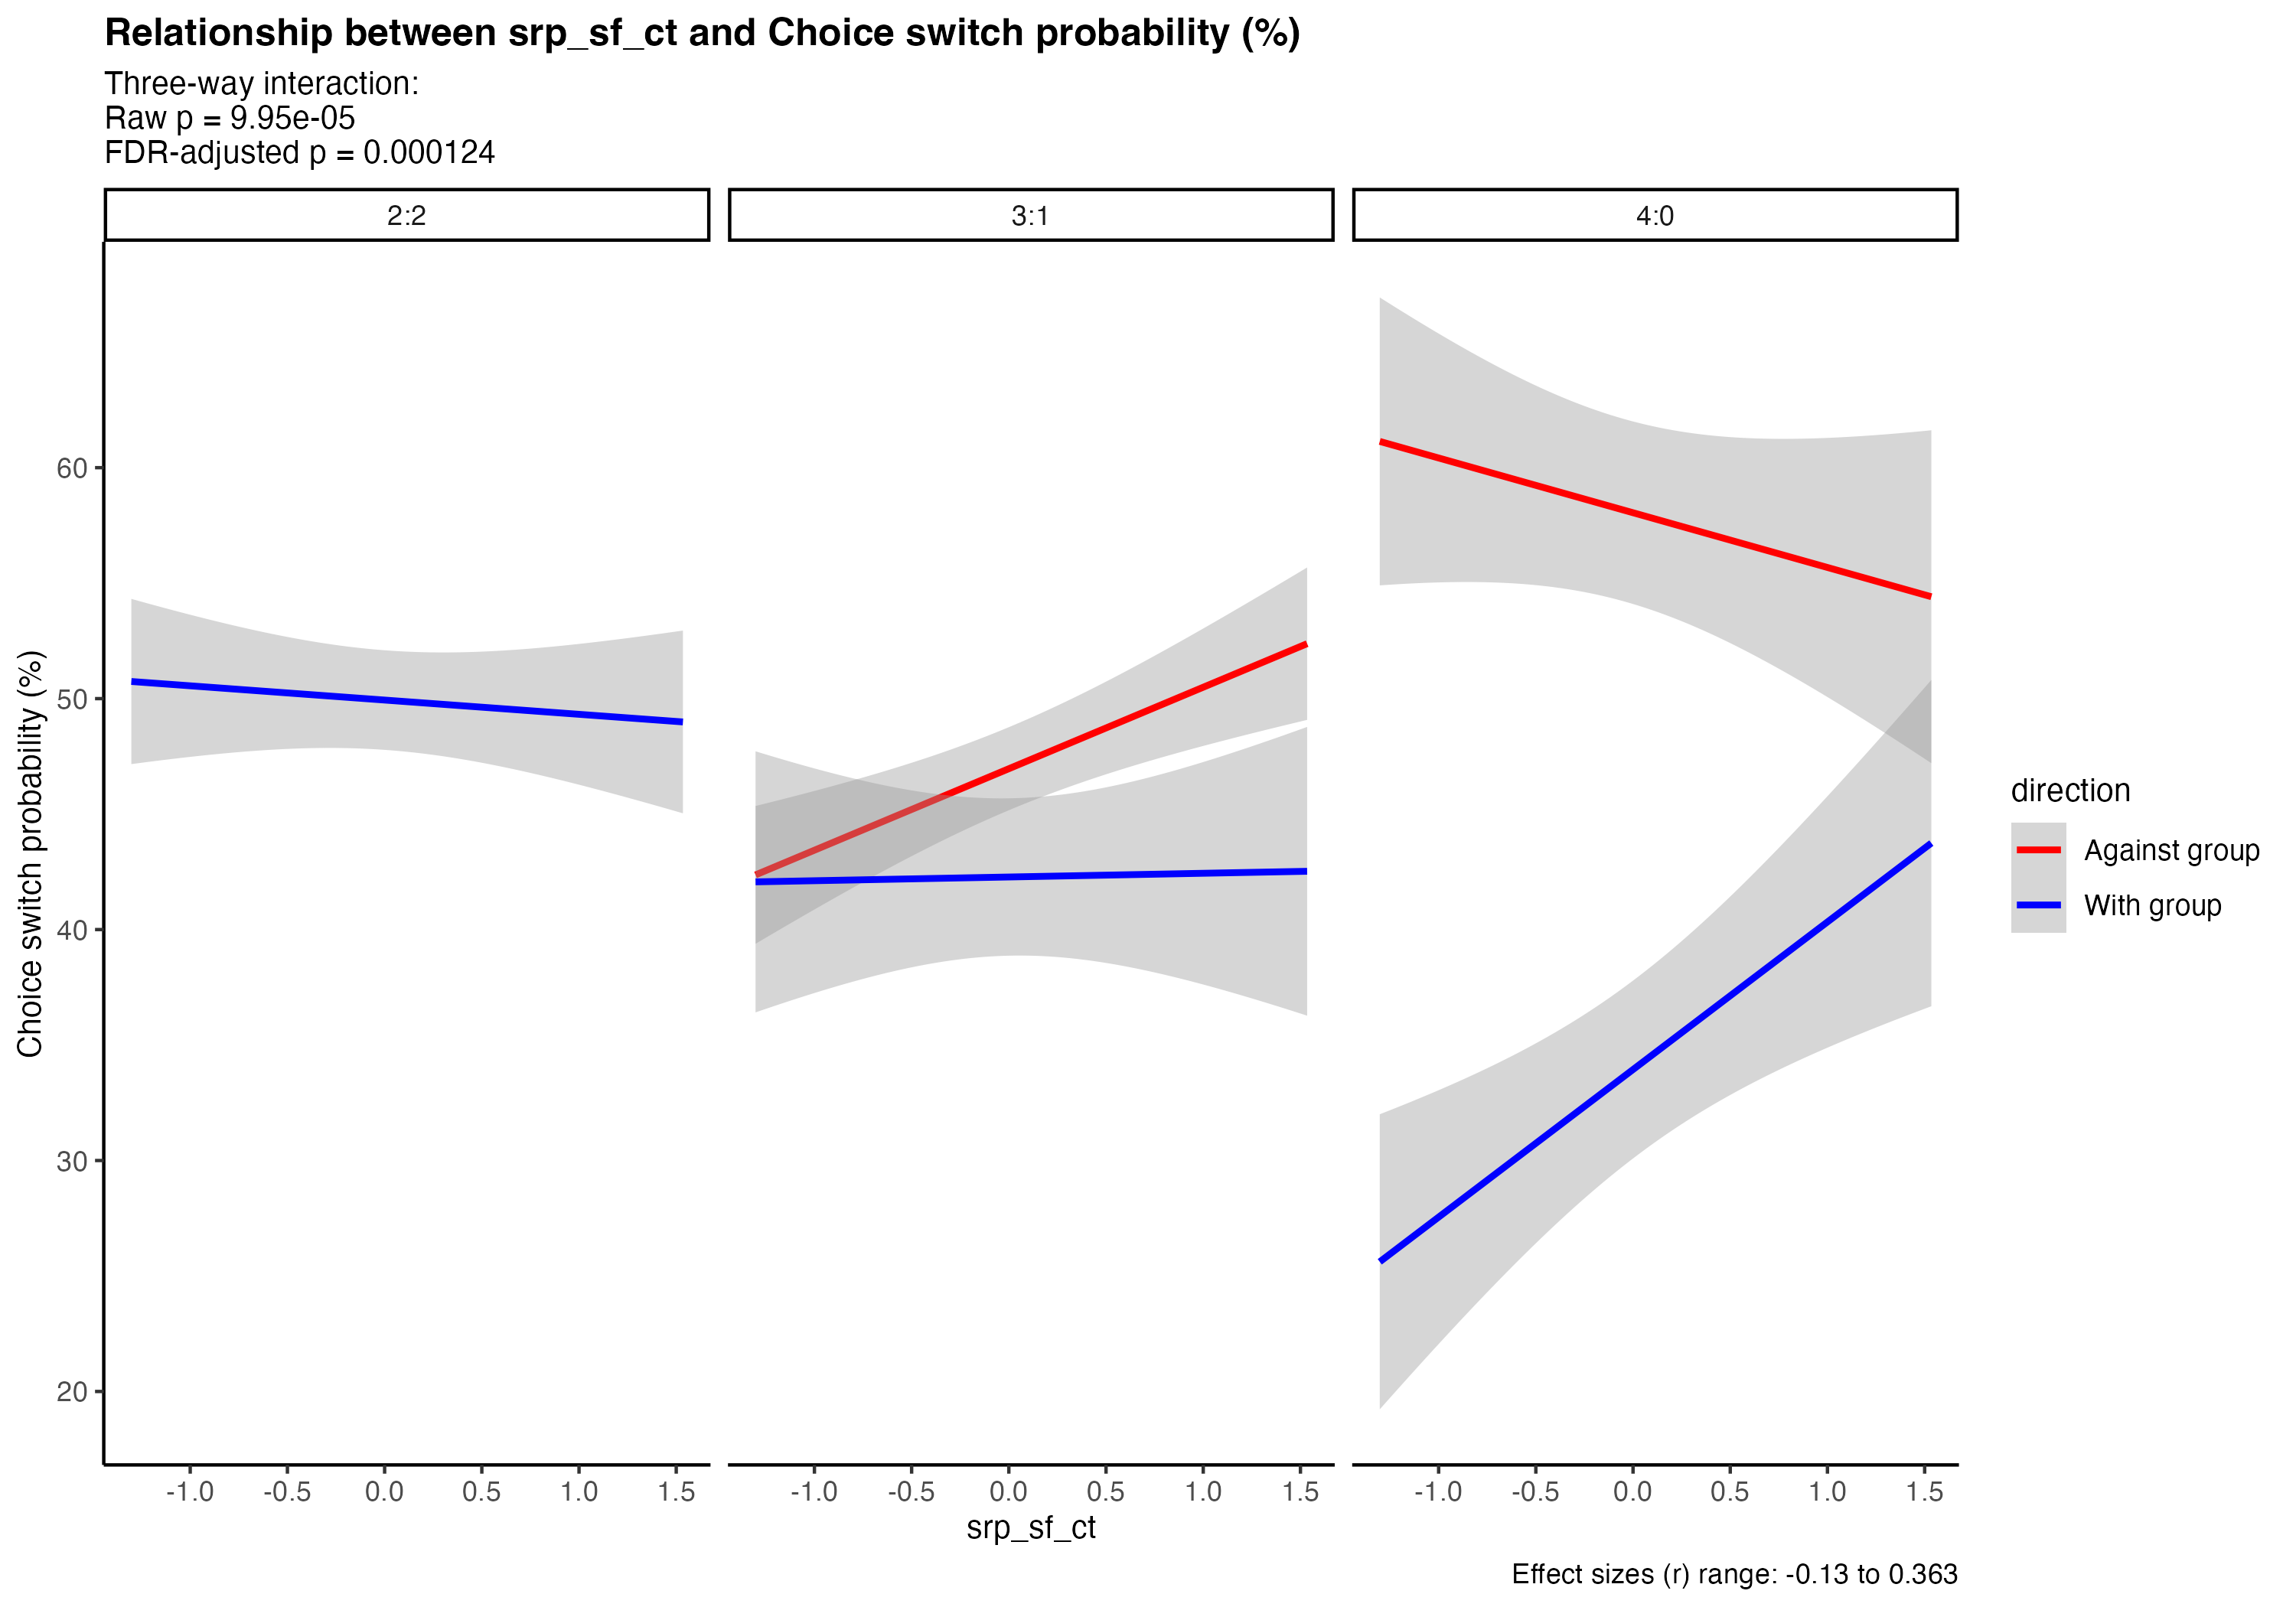 Relationship between srp_sf_ct and Choice switch probability (%)
Three-way interaction:
Raw p = 9.95e-05
FDR-adjusted p = 0.000124
2:2
3:1
4:0
Choice switch probability (%)
60
50
40
30
20
-1.0 -0.5 0.0 0.5 1.0 1.5
-1.0 -0.5 0.0 0.5 1.0 1.5
-1.0 -0.5 0.0 0.5 1.0 1.5
srp_sf_ct
direction
Against group
With group
Effect sizes (r) range: -0.13 to 0.363